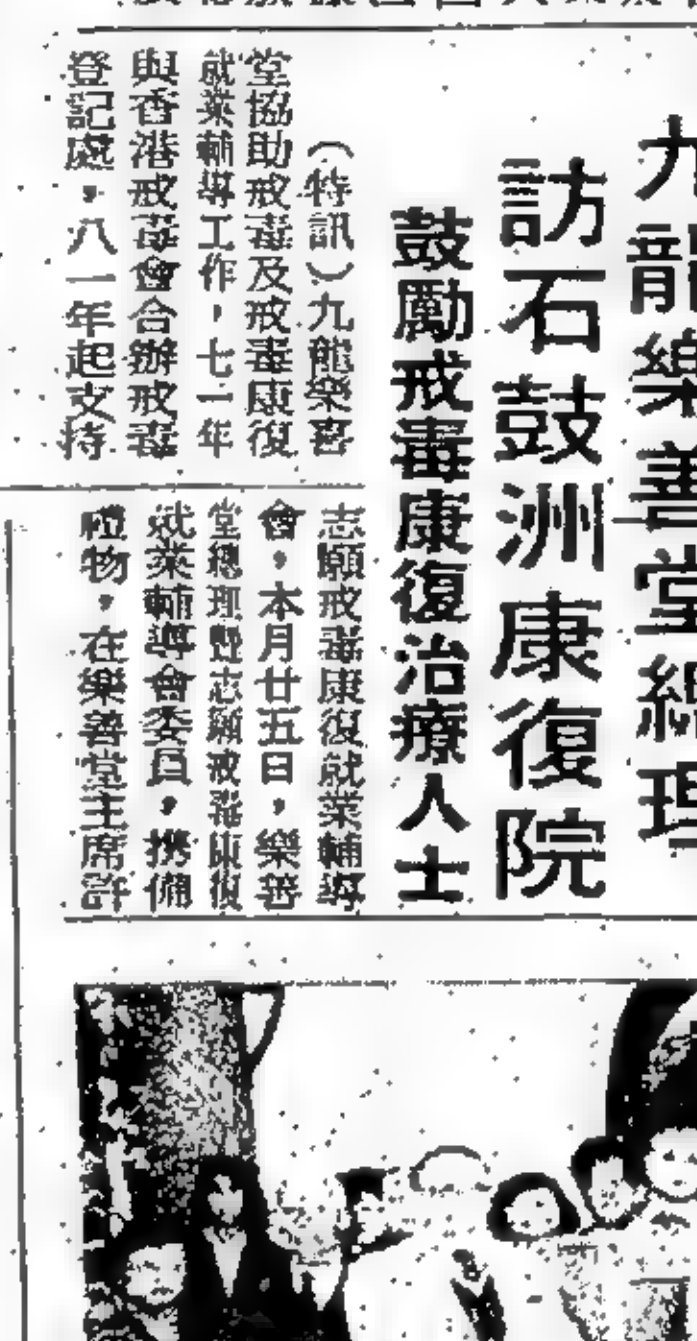 九龍樂善堂總理
訪石鼓洲康復院
鼓勵戒毒康復治療人士
（特訊）九龍樂善
堂協助戒毒及戒毒康復
就業輔導工作，七一年
與香港戒毒會合辦戒毒
登記處，八一年起支持
志願戒毒康復就業輔導
會，本月廿五日，樂善
堂總理暨志願戒毒康復
就業輔導會委員，携備
禮物，在樂善堂主席許